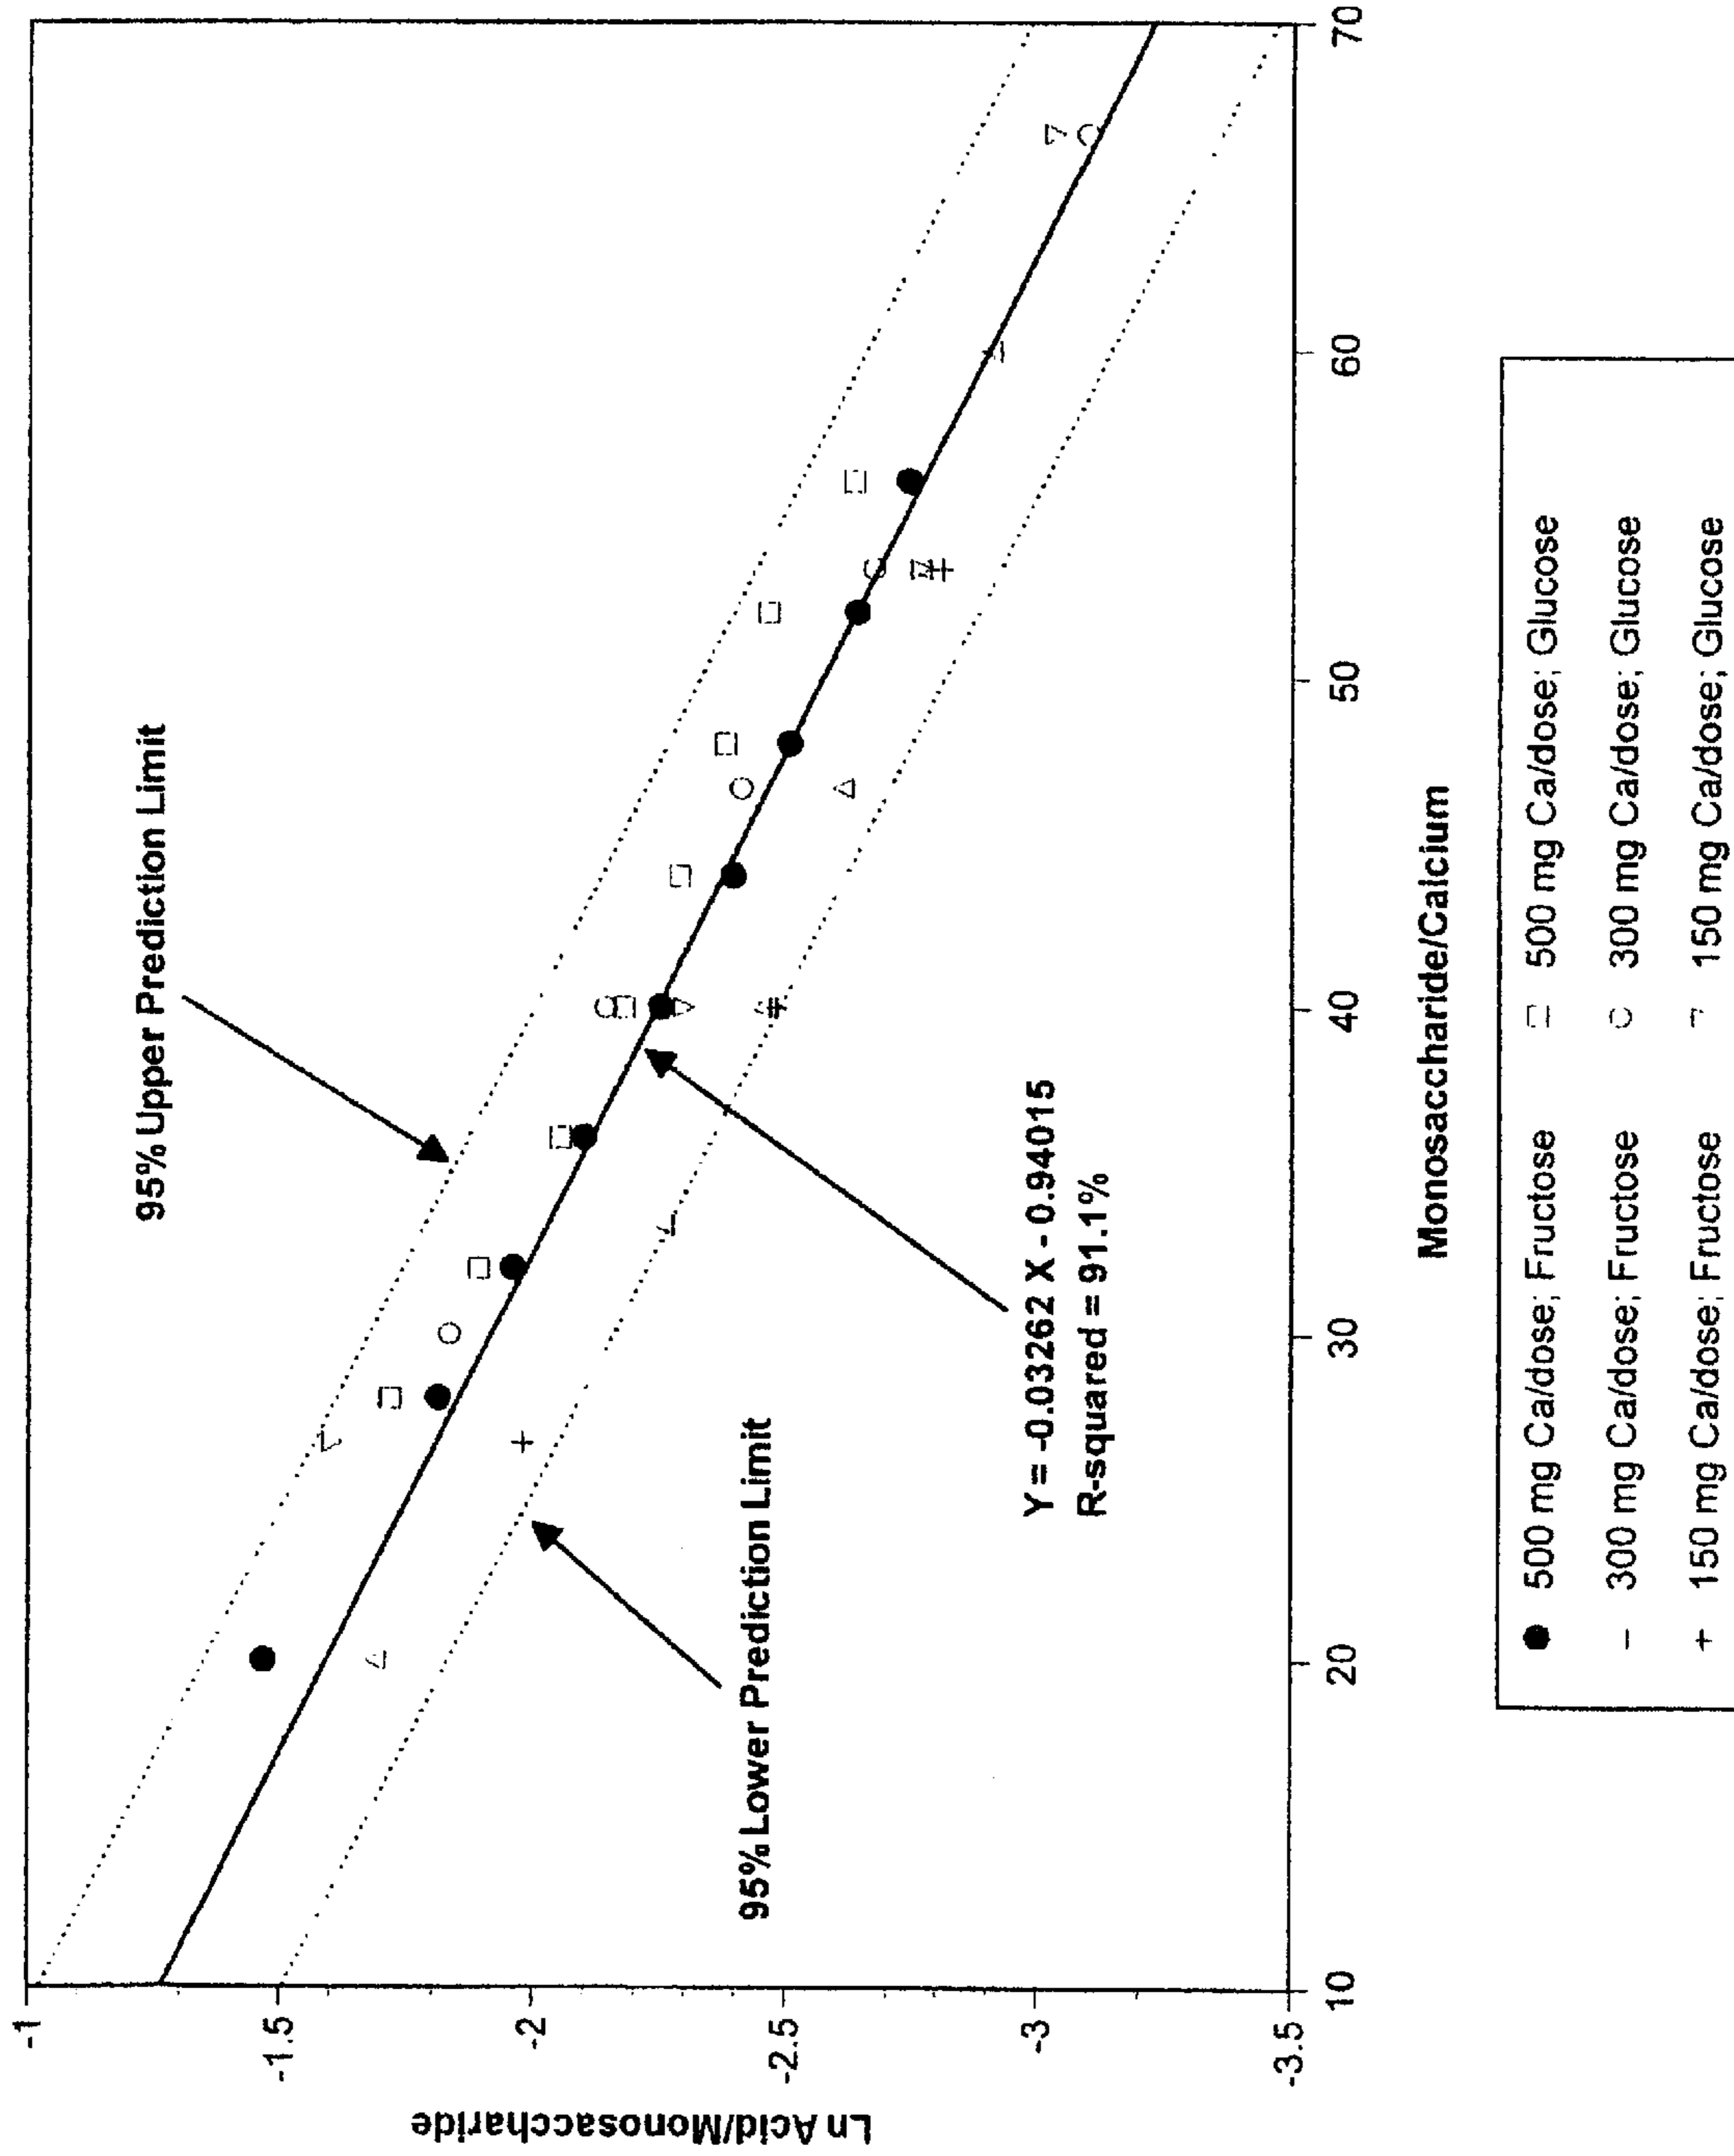 95% Upper Prediction Limit
95% Lower Prediction Limit
Y = -0.03262 X - 0.94015
R-squared = 91.1%
Ln Acid/Monosaccharide
-1
-1.5
-2
-2.5
-3
-3.5
10 20 30 40 50 60 70
Monosaccharide/Calcium
500 mg Ca/dose; Fructose 500 mg Ca/dose; Glucose
300 mg Ca/dose; Fructose 300 mg Ca/dose; Glucose
150 mg Ca/dose; Fructose 150 mg Ca/dose; Glucose